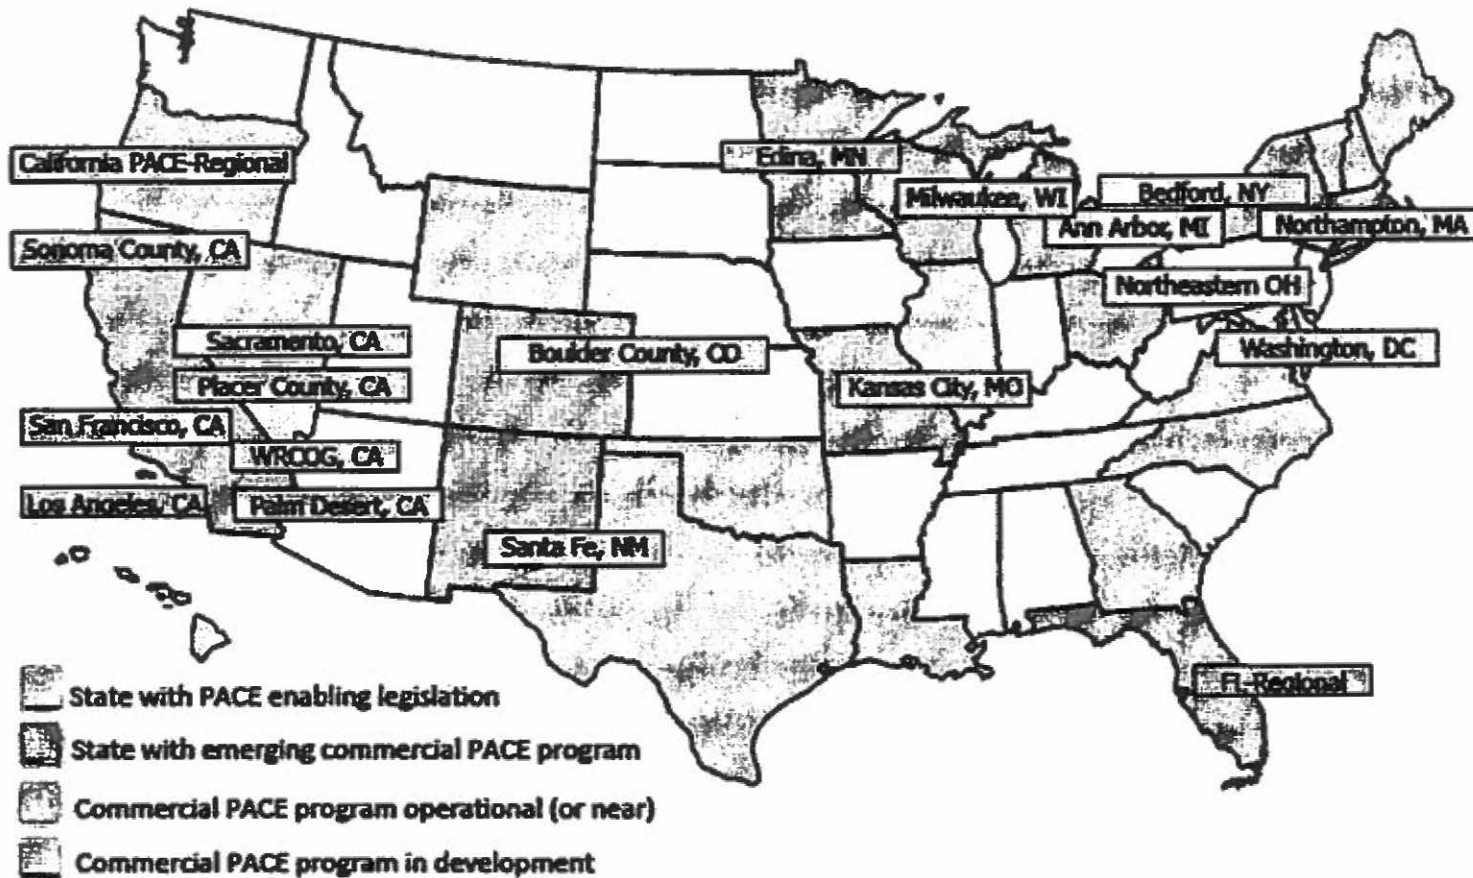 Edina, MN
California PACE-Regional
Milwaukee, WI
Bedford, NY
Ann Arbor, MI
Northampton, MA
Sonoma County, CA
Northeastern OH
Sacramento, CA
Boulder County, CO
Washington, DC
Placer County, CA
Kansas City, MO
San Francisco, CA
WRCOG, CA
Los Angeles, CA
Palm Desert, CA
Santa Fe, NM
FL-Regional
State with PACE enabling legislation
State with emerging commercial PACE program
Commercial PACE program operational (or near)
Commercial PACE program in development